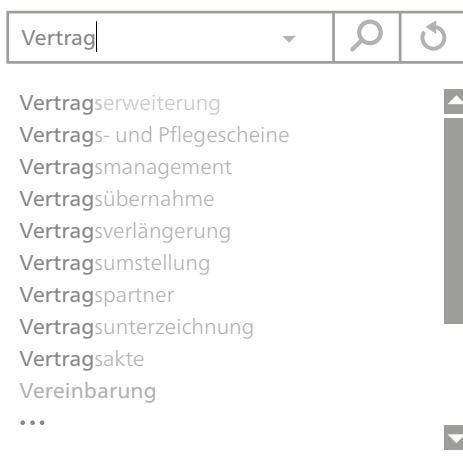 Vertrag
Vertragserweiterung
Vertrags- und Pflegescheine
Vertragsmanagement
Vertragsübernahme
Vertragsverlängerung
Vertragsumstellung
Vertragspartner
Vertragsunterzeichnung
Vertragsakte
Vereinbarung
...